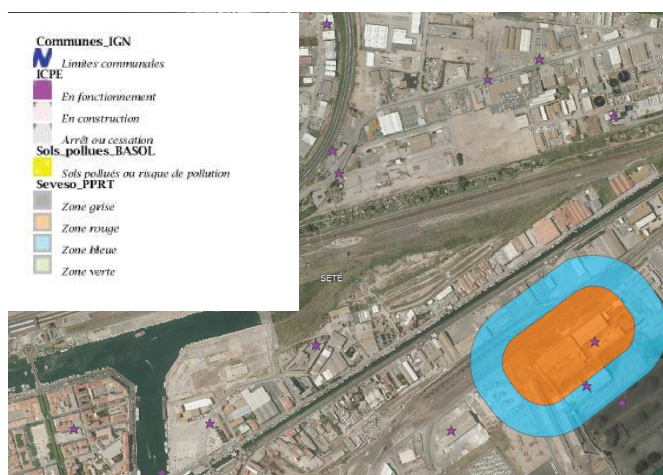 Communes_IGN
Limites communales
ICPE
En fonctionnement
En construction
Arrêt ou cessation
Sols_pollues_BASOL
Sols pollués ou risque de pollution
Seveso_PPRT
Zone grise
Zone rouge
Zone bleue
Zone verte
SETE